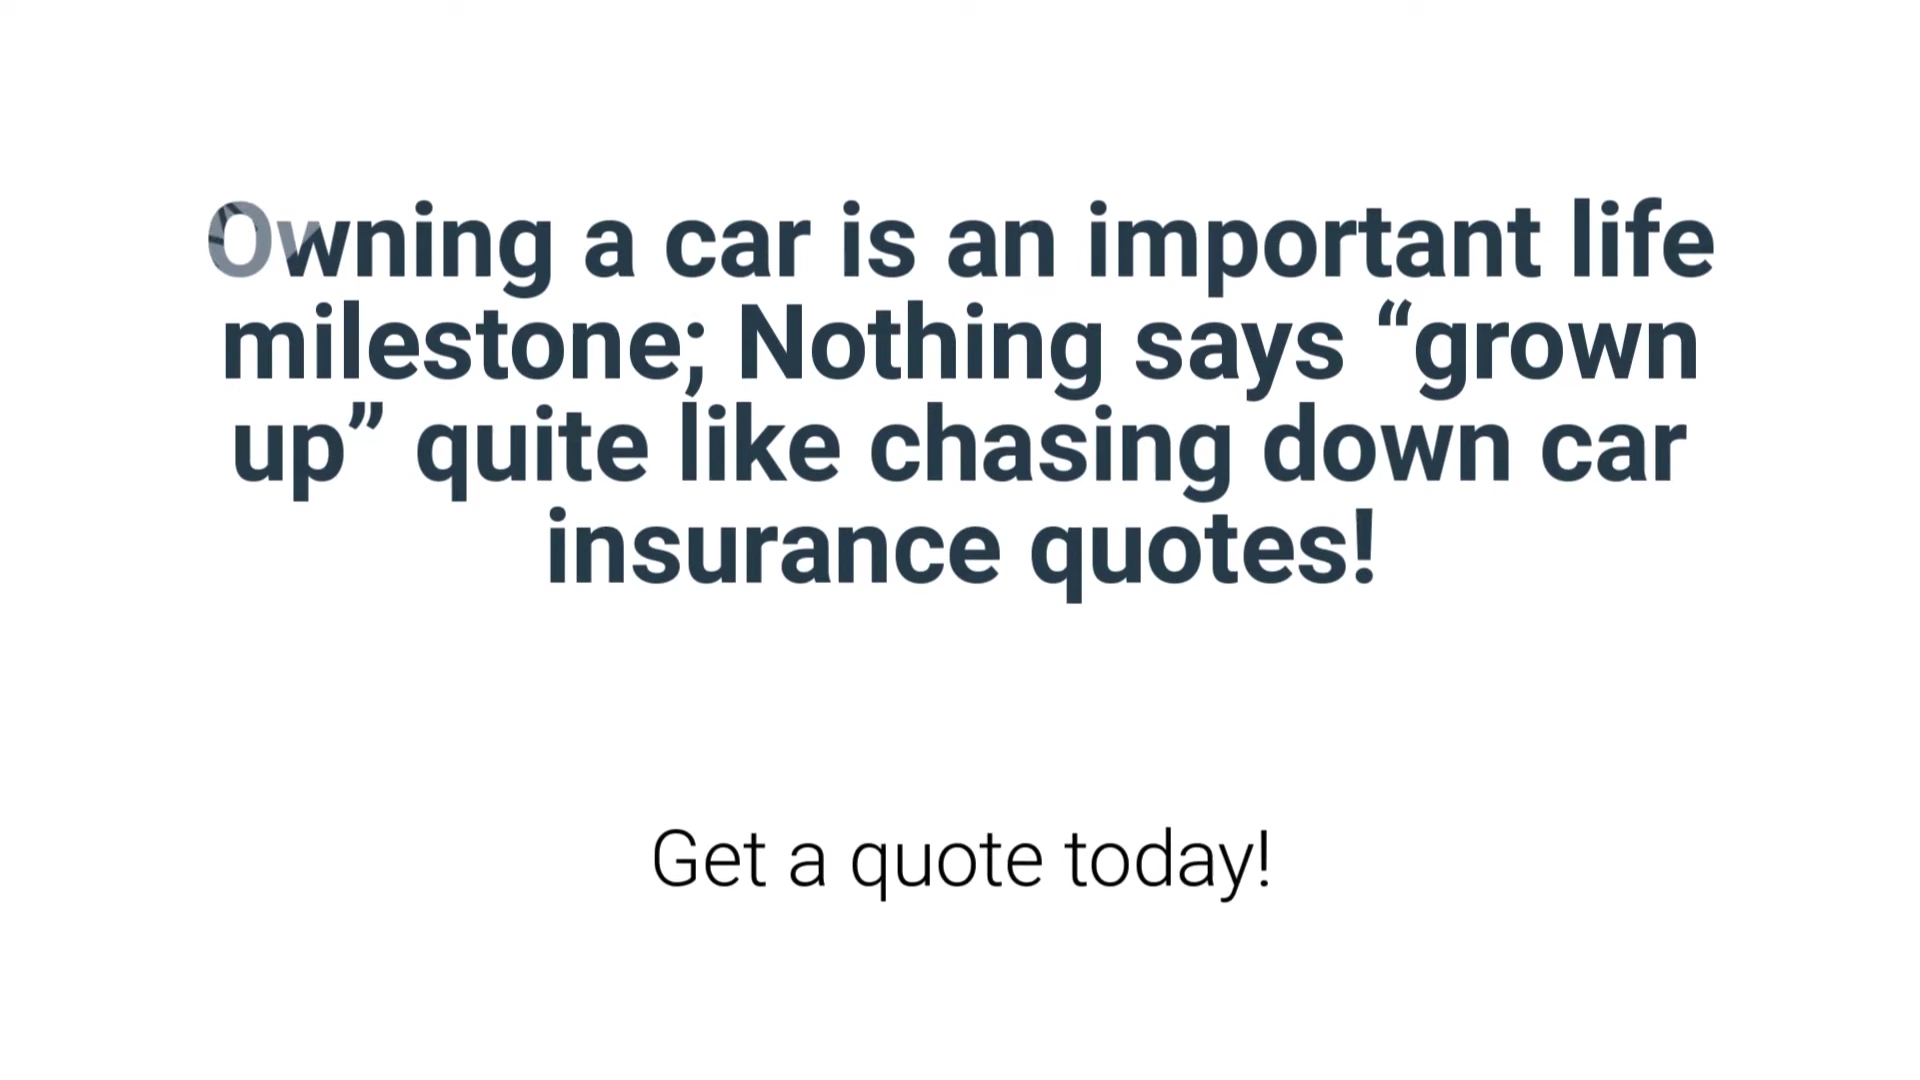 Owning a car is an important life
milestone; Nothing says “grown
up” quite like chasing down car
insurance quotes!
Get a quote today!